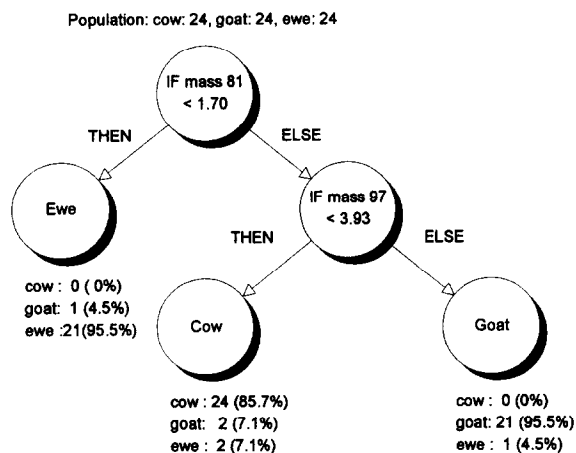 Population: cow: 24, goat: 24, ewe: 24
IF mass 81
< 1.70
THEN
ELSE
Ewe
IF mass 97
< 3.93
cow : 0 ( 0%)
goat: 1 (4.5%)
ewe :21(95.5%)
THEN
ELSE
Cow
Goat
cow : 24 (85.7%)
goat: 2 (7.1%)
ewe : 2 (7.1%)
cow : 0 (0%)
goat: 21 (95.5%)
ewe : 1 (4.5%)